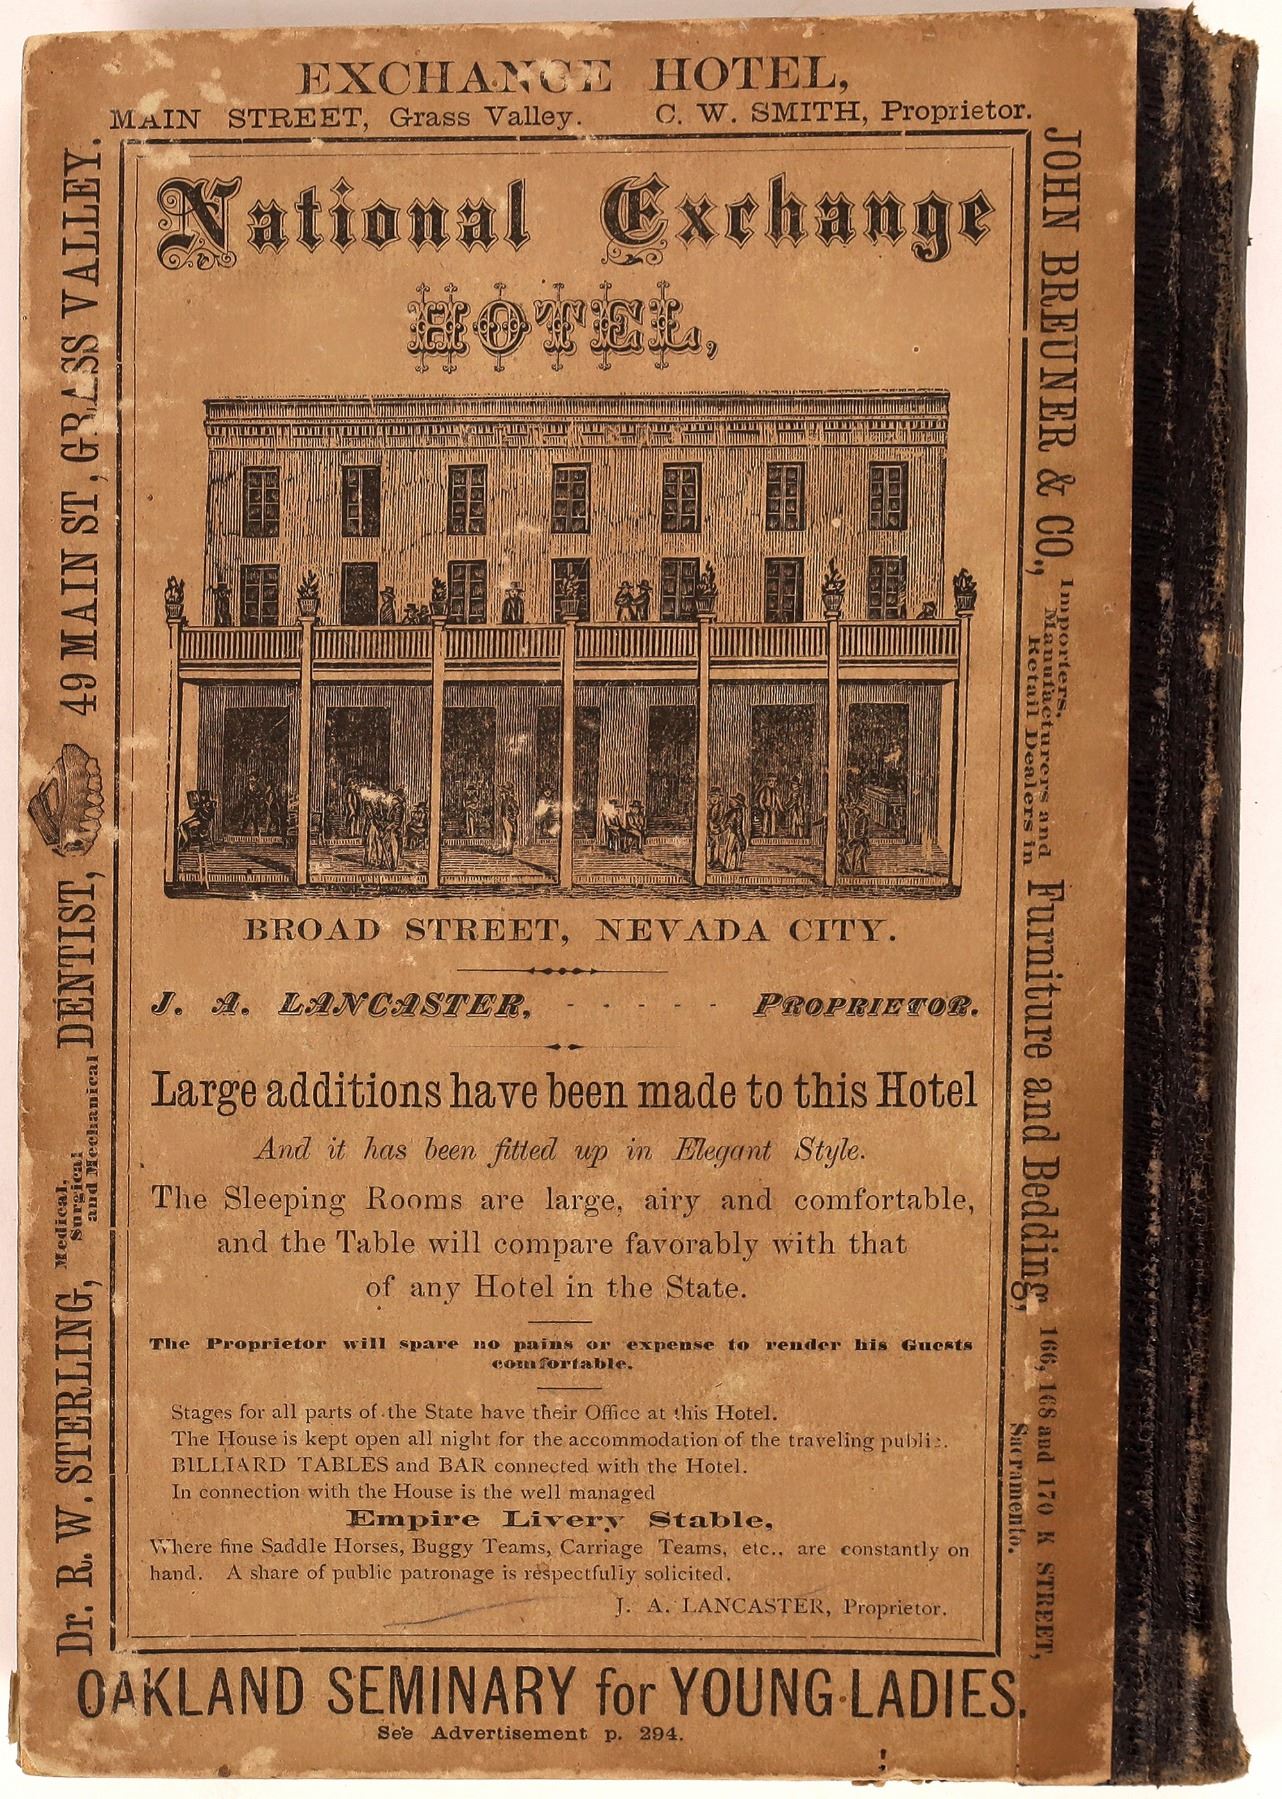 EXCHANGE HOTEL,
MAIN STREET, Grass Valley. C. W. SMITH, Proprietor.
Dr. R. W. STERLING, Medical, Surgical and Mechanical DENTIST, 49 MAIN ST, GRASS VALLEY.
National Exchange
HOTEL,
BROAD STREET, NEVADA CITY.
J. A. LANCASTER, - - - - - PROPRIETOR.
Large additions have been made to this Hotel
And it has been fitted up in Elegant Style.
The Sleeping Rooms are large, airy and comfortable,
and the Table will compare favorably with that
of any Hotel in the State.
The Proprietor will spare no pains or expense to render his Guests
comfortable.
Stages for all parts of the State have their Office at this Hotel.
The House is kept open all night for the accommodation of the traveling public.
BILLIARD TABLES and BAR connected with the Hotel.
In connection with the House is the well managed
Empire Livery Stable,
Where fine Saddle Horses, Buggy Teams, Carriage Teams, etc., are constantly on
hand. A share of public patronage is respectfully solicited.
J. A. LANCASTER, Proprietor.
JOHN BREUNER & CO., Importers, Manufacturers and Retail Dealers in Furniture and Bedding, 166, 168 and 170 K STREET, Sacramento.
OAKLAND SEMINARY for YOUNG LADIES.
See Advertisement p. 294.